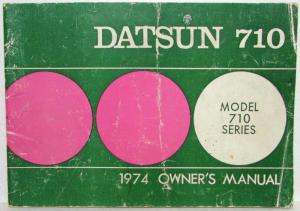 DATSUN 710
MODEL
710
SERIES
1974 OWNER'S MANUAL